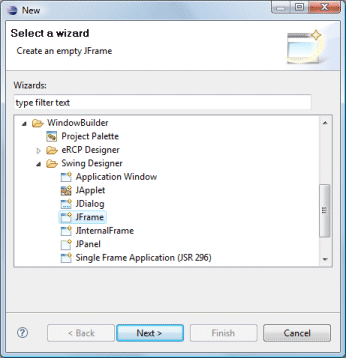 New
Select a wizard
Create an empty JFrame
Wizards:
type filter text
WindowBuilder
Project Palette
eRCP Designer
Swing Designer
Application Window
JApplet
JDialog
JFrame
JInternalFrame
JPanel
Single Frame Application (JSR 296)
?
< Back
Next >
Finish
Cancel